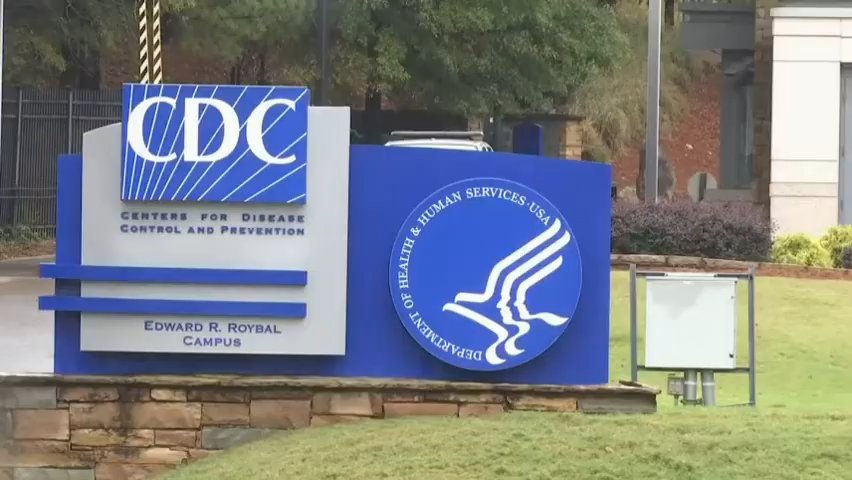 CDC
CENTERS FOR DISEASE
CONTROL AND PREVENTION
EDWARD R. ROYBAL
CAMPUS
DEPARTMENT OF HEALTH & HUMAN SERVICES·USA